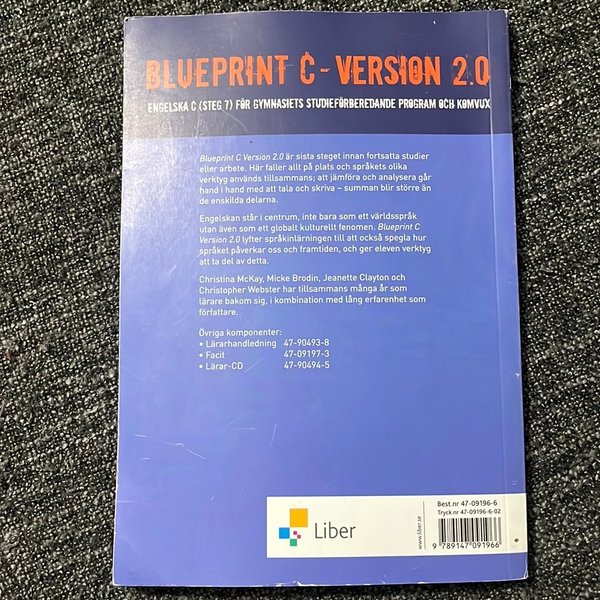 BLUEPRINT C - VERSION 2.0
ENGELSKA C (STEG 7) FÖR GYMNASIETS STUDIEFÖRBEREDANDE PROGRAM OCH KOMVUX
Blueprint C Version 2.0 är sista steget innan fortsatta studier
eller arbete. Här faller allt på plats och språkets olika
verktyg används tillsammans; att jämföra och analysera går
hand i hand med att tala och skriva – summan blir större än
de enskilda delarna.
Engelskan står i centrum, inte bara som ett världsspråk
utan även som ett globalt kulturellt fenomen. Blueprint C
Version 2.0 lyfter språkinlärningen till att också spegla hur
språket påverkar oss och framtiden, och ger eleven verktyg
att ta del av detta.
Christina McKay, Micke Brodin, Jeanette Clayton och
Christopher Webster har tillsammans många år som
lärare bakom sig, i kombination med lång erfarenhet som
författare.
Övriga komponenter:
• Lärarhandledning 47-90493-8
• Facit 47-09197-3
• Lärar-CD 47-90494-5
Liber
www.liber.se
Best.nr 47-09196-6
Tryck nr 47-09196-6-02
9 789147 091966